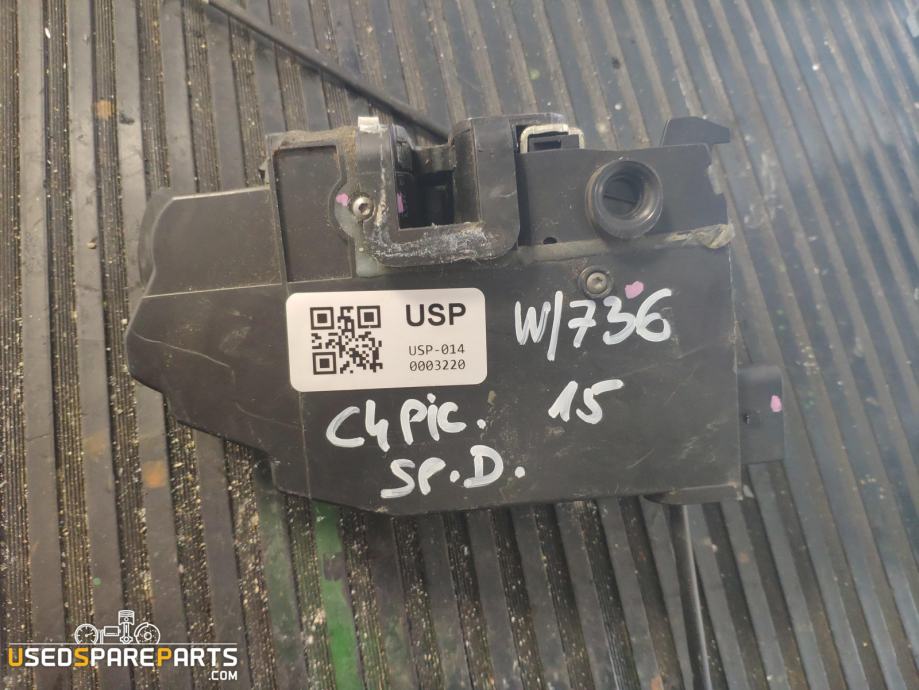 USP
USP-014
0003220
W/736
C4 Pic. 15
SP.D.
USEDSPAREPARTS
.COM